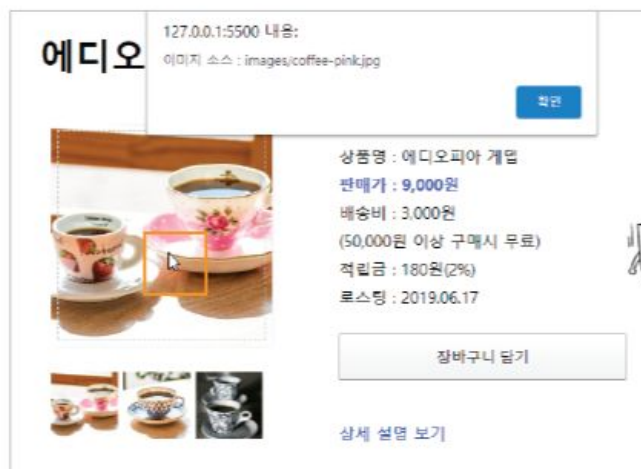 127.0.0.1:5500 내용:
에디오
이미지 소스 : images/coffee-pink.jpg
확인
상품명 : 에디오피아 게뎁
판매가 : 9,000원
배송비 : 3,000원
(50,000원 이상 구매시 무료)
적립금 : 180원(2%)
로스팅 : 2019.06.17
장바구니 담기
상세 설명 보기